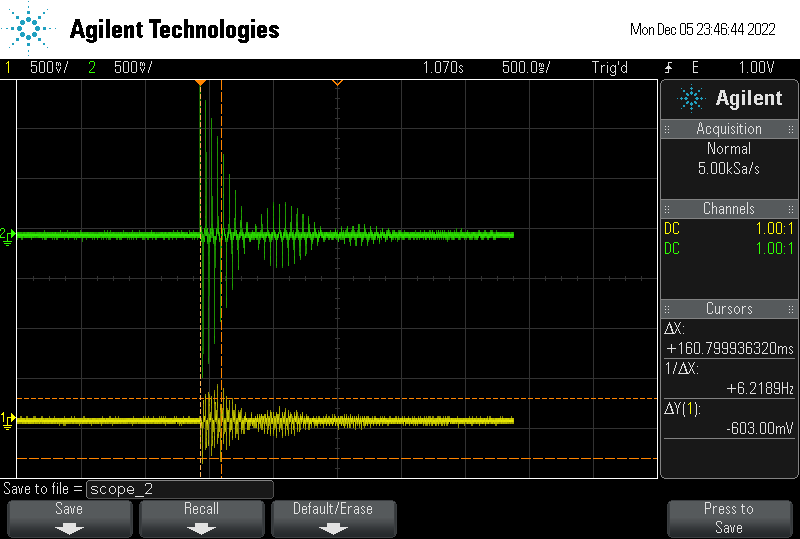 Agilent Technologies
Mon Dec 05 23:46:44 2022
1 500mV/ 2 500mV/ 1.070s 500.0ms/ Trig'd E 1.00V
Agilent
Acquisition
Normal
5.00kSa/s
Channels
DC 1.00:1
DC 1.00:1
Cursors
ΔX:
+160.799936320ms
1/ΔX:
+6.2189Hz
ΔY(1):
-603.00mV
2
1
Save to file = scope_2
Save
Recall
Default/Erase
Press to
Save